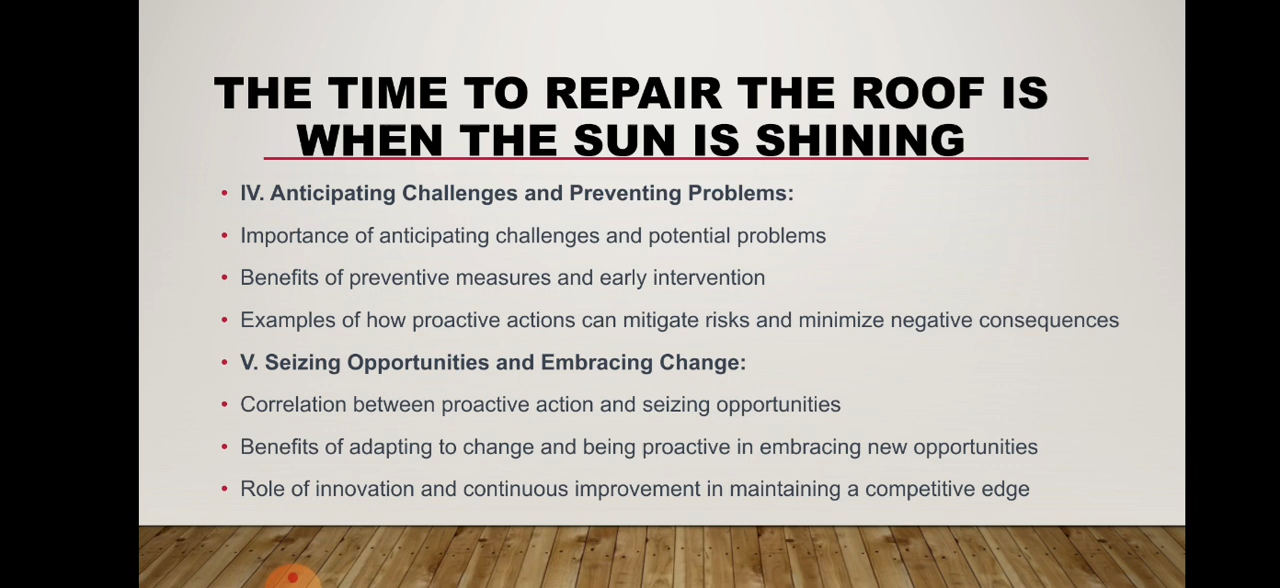 THE TIME TO REPAIR THE ROOF IS
WHEN THE SUN IS SHINING
• IV. Anticipating Challenges and Preventing Problems:
• Importance of anticipating challenges and potential problems
• Benefits of preventive measures and early intervention
• Examples of how proactive actions can mitigate risks and minimize negative consequences
• V. Seizing Opportunities and Embracing Change:
• Correlation between proactive action and seizing opportunities
• Benefits of adapting to change and being proactive in embracing new opportunities
• Role of innovation and continuous improvement in maintaining a competitive edge